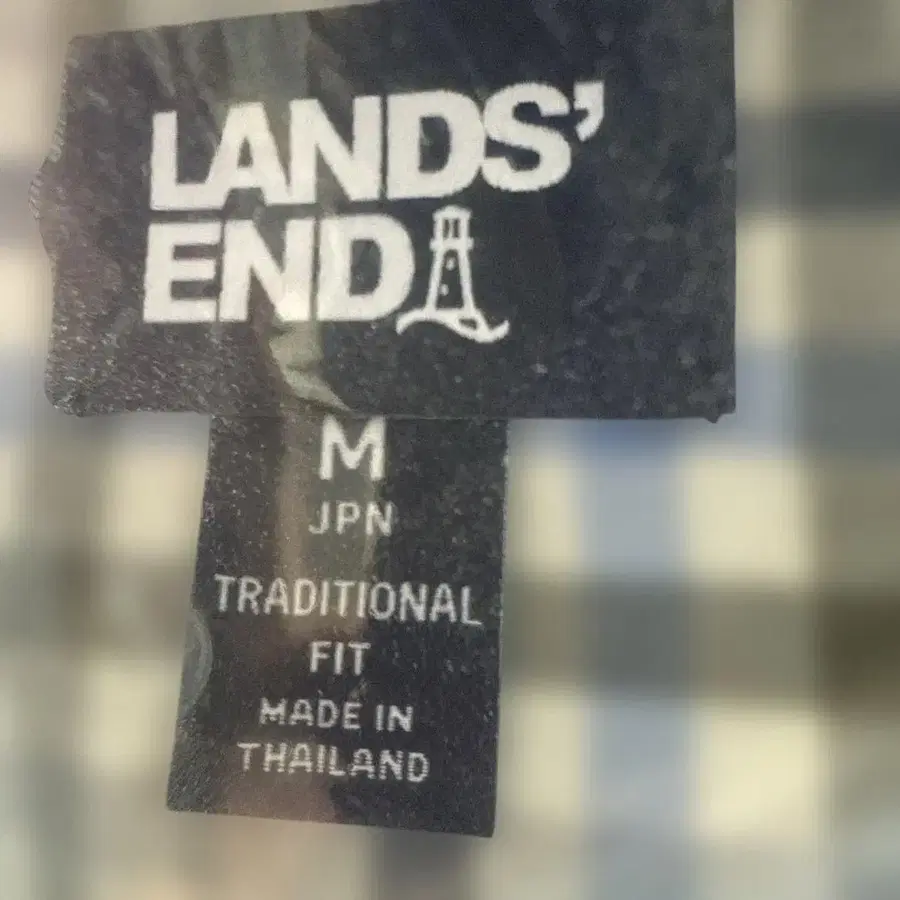 LANDS'
END
M
JPN
TRADITIONAL
FIT
MADE IN
THAILAND